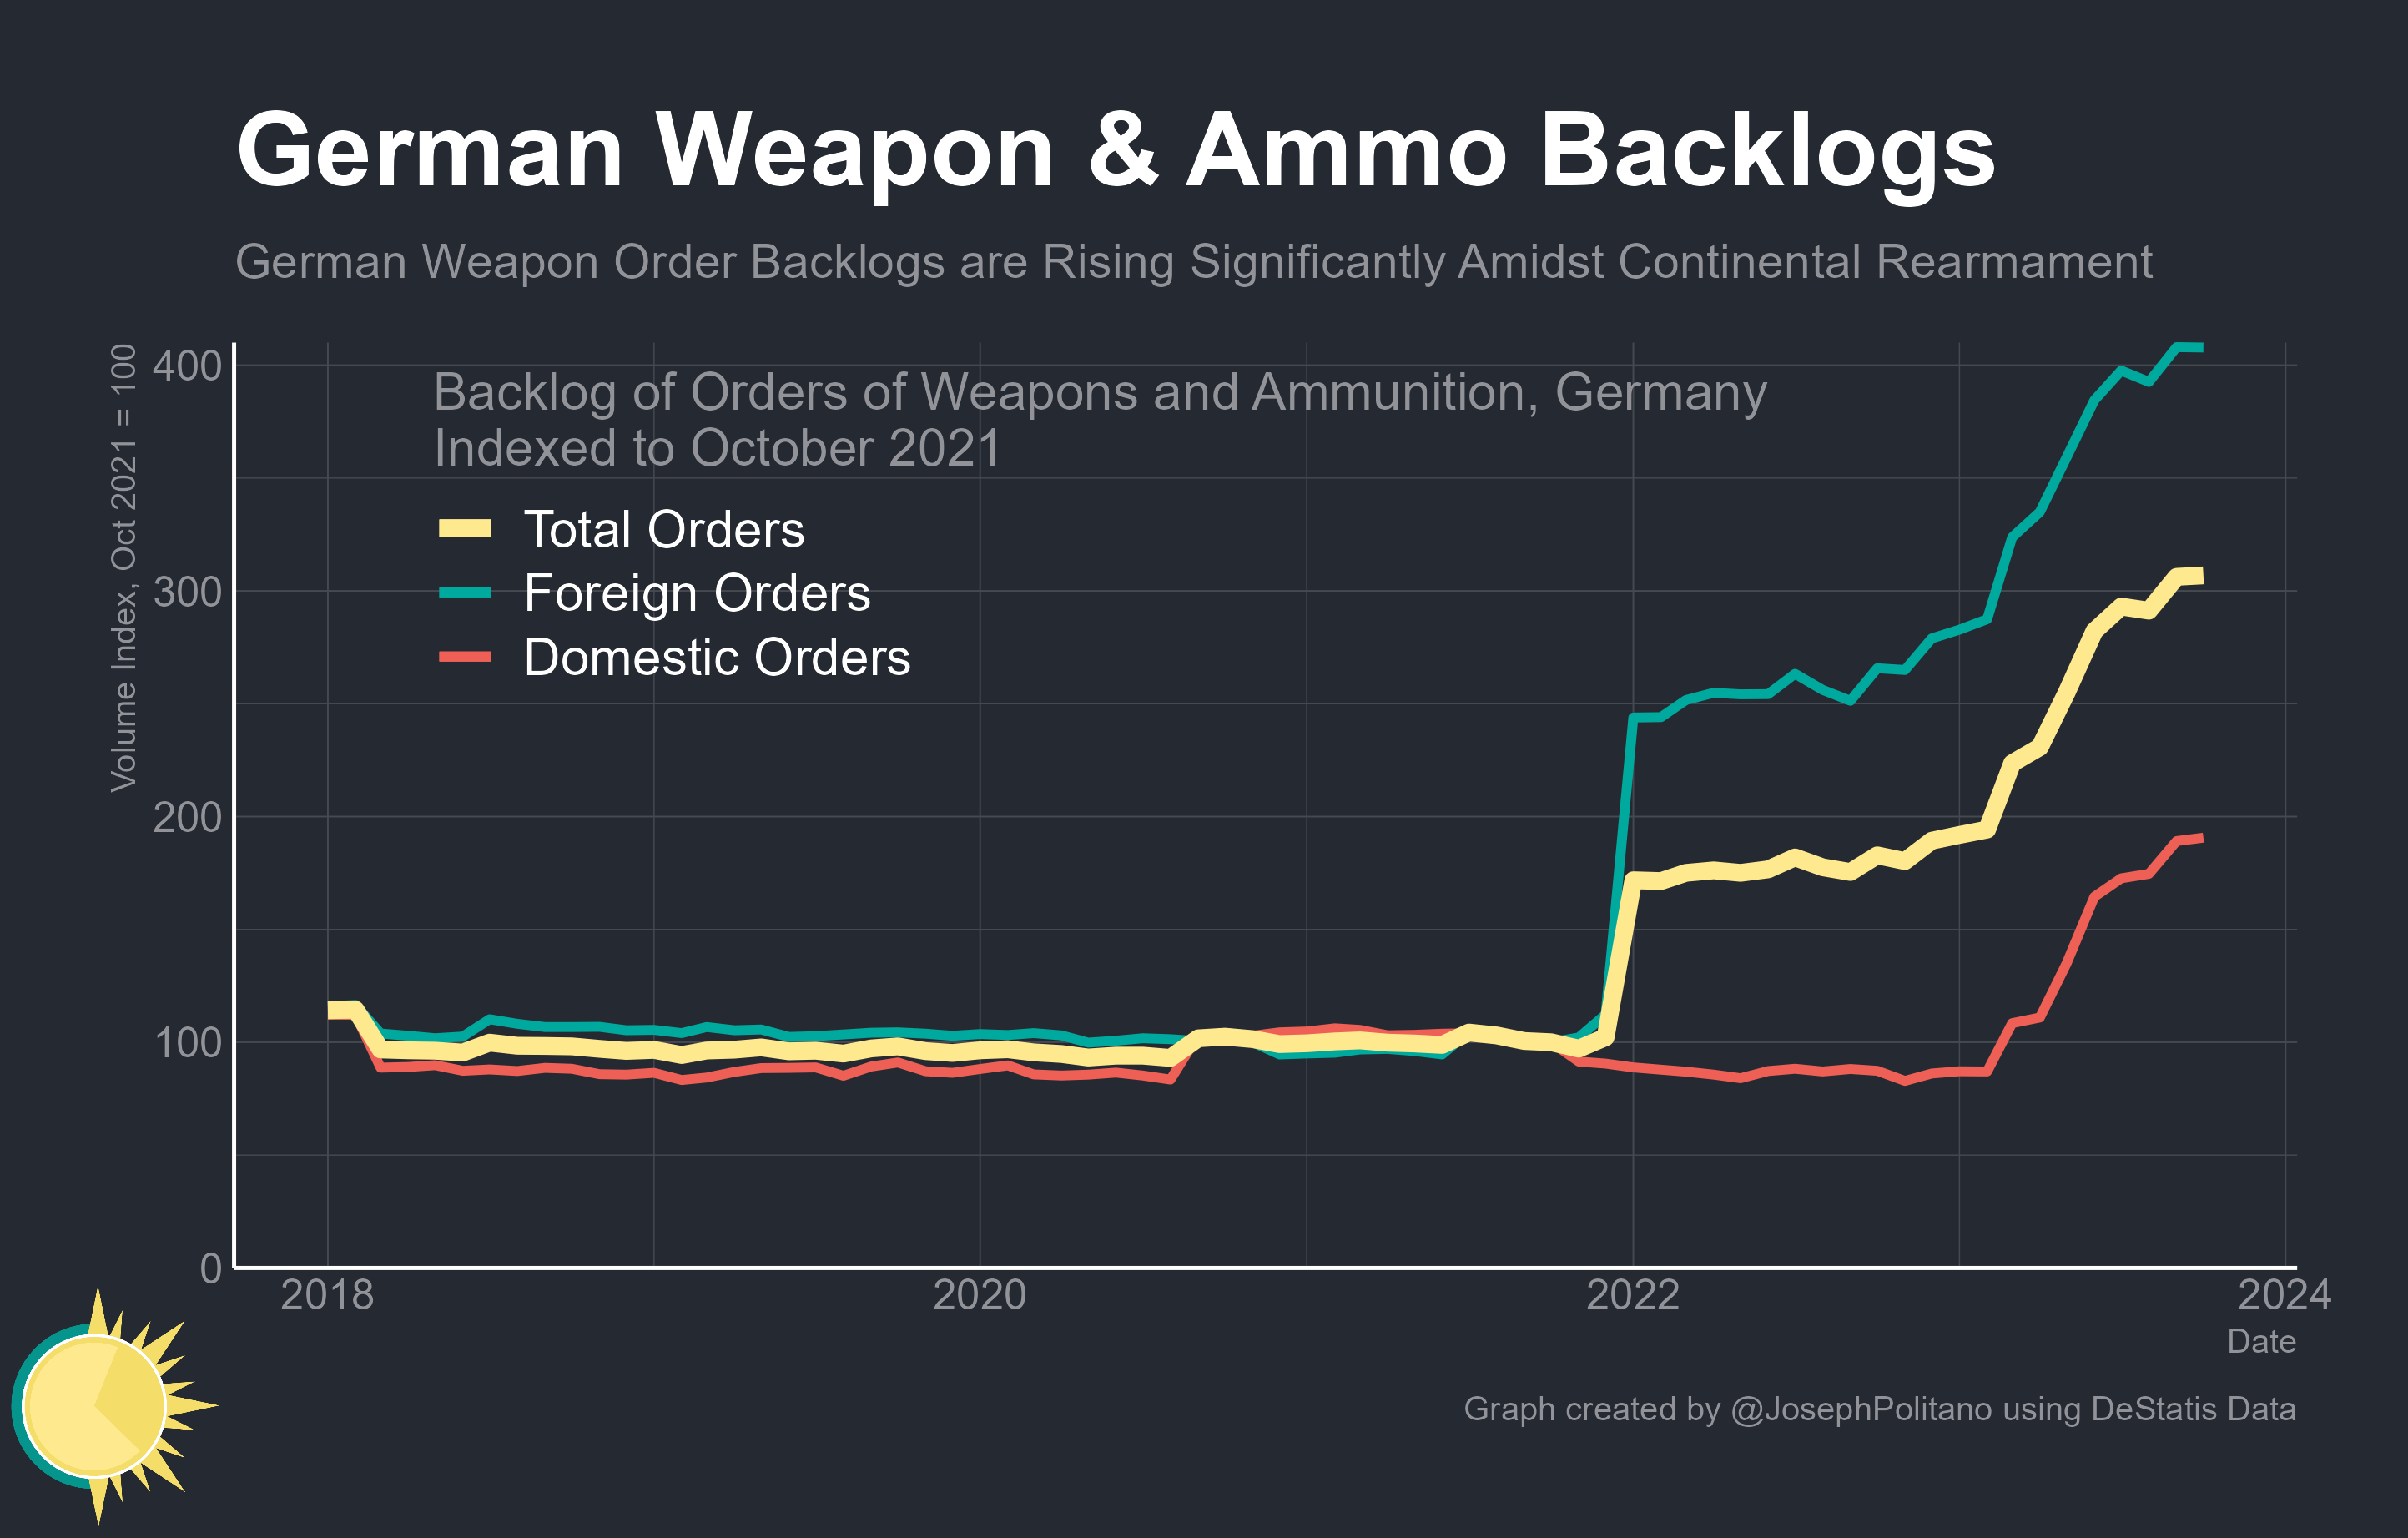 German Weapon & Ammo Backlogs
German Weapon Order Backlogs are Rising Significantly Amidst Continental Rearmament
Volume Index, Oct 2021 = 100
400
300
200
100
0
Backlog of Orders of Weapons and Ammunition, Germany
Indexed to October 2021
Total Orders
Foreign Orders
Domestic Orders
2018
2020
2022
2024
Date
Graph created by @JosephPolitano using DeStatis Data